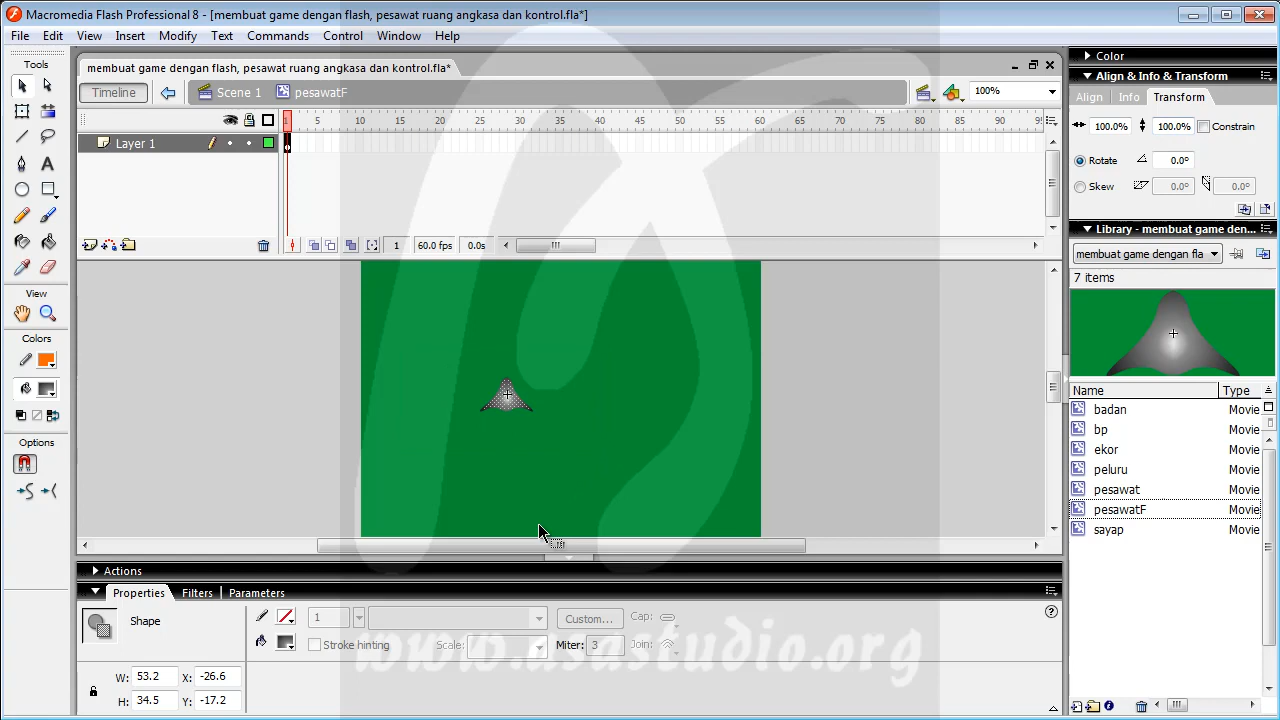 Macromedia Flash Professional 8 - [membuat game dengan flash, pesawat ruang angkasa dan kontrol.fla*]
File Edit View Insert Modify Text Commands Control Window Help
Tools
membuat game dengan flash, pesawat ruang angkasa dan kontrol.fla*
Timeline Scene 1 pesawatF 100%
5 10 15 20 25 30 35 40 45 50 55 60 65 70 75 80 85 90 95
Layer 1
1 60.0 fps 0.0s
View
Colors
Options
Color
Align & Info & Transform
Align Info Transform
100.0% 100.0% Constrain
Rotate 0.0°
Skew 0.0° 0.0°
Library - membuat game den...
membuat game dengan fla
7 items
Name Type
badan Movie
bp Movie
ekor Movie
peluru Movie
pesawat Movie
pesawatF Movie
sayap Movie
Actions
Properties Filters Parameters
Shape
1 Custom... Cap:
Stroke hinting Scale: Miter: 3 Join:
W: 53.2 X: -26.6
H: 34.5 Y: -17.2
www.asastudio.org